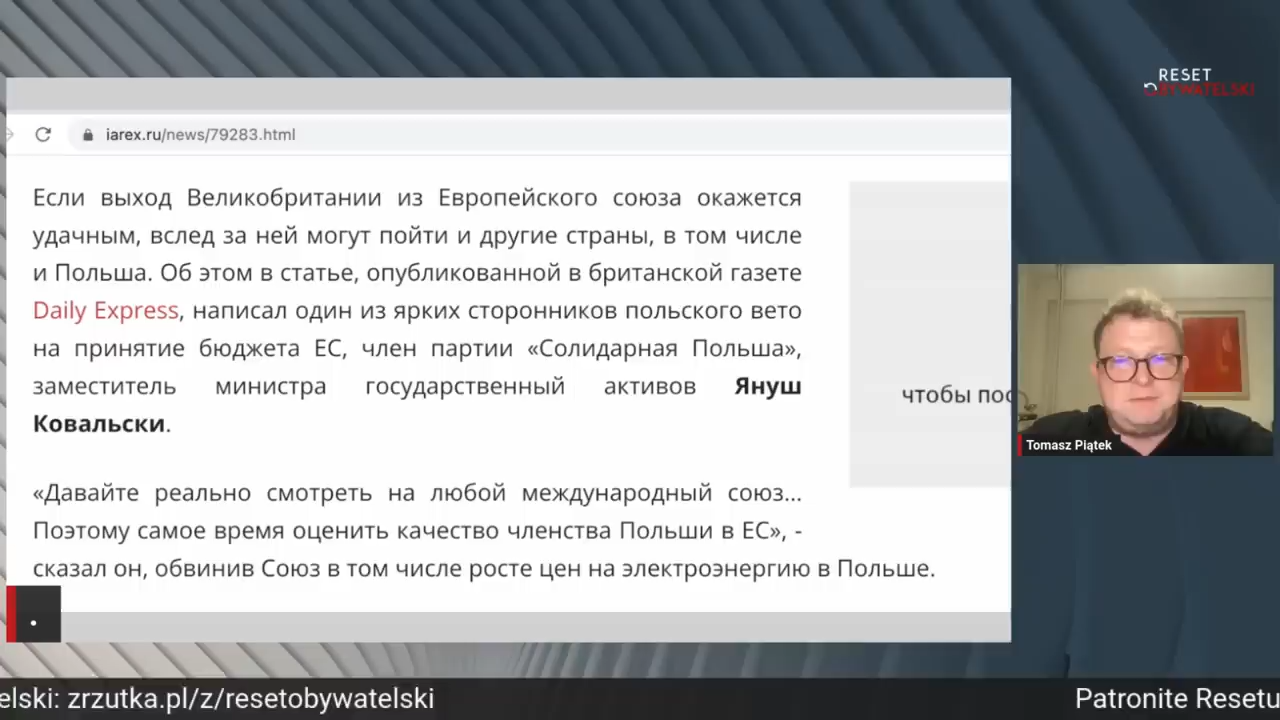 RESET
OBYWATELSKI
iarex.ru/news/79283.html
Если выход Великобритании из Европейского союза окажется
удачным, вслед за ней могут пойти и другие страны, в том числе
и Польша. Об этом в статье, опубликованной в британской газете
Daily Express, написал один из ярких сторонников польского вето
на принятие бюджета ЕС, член партии «Солидарная Польша»,
заместитель министра государственный активов Януш
Ковальски.
чтобы пос
«Давайте реально смотреть на любой международный союз...
Поэтому самое время оценить качество членства Польши в ЕС», -
сказал он, обвинив Союз в том числе росте цен на электроэнергию в Польше.
Tomasz Piątek
.
elski: zrzutka.pl/z/resetobywatelski
Patronite Resetu